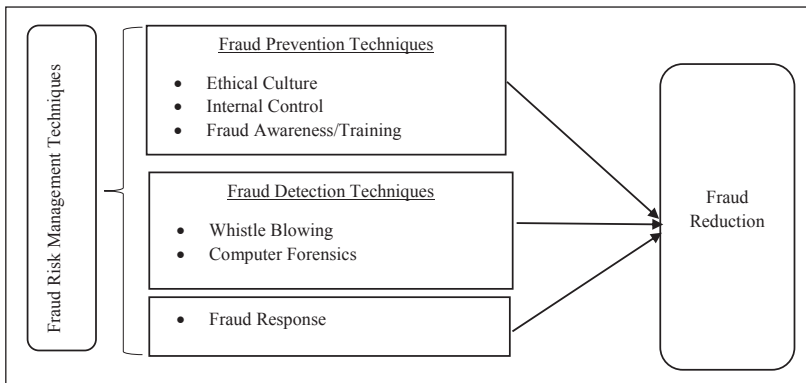 Fraud Risk Management Techniques
Fraud Prevention Techniques
• Ethical Culture
• Internal Control
• Fraud Awareness/Training
Fraud Detection Techniques
• Whistle Blowing
• Computer Forensics
• Fraud Response
Fraud
Reduction